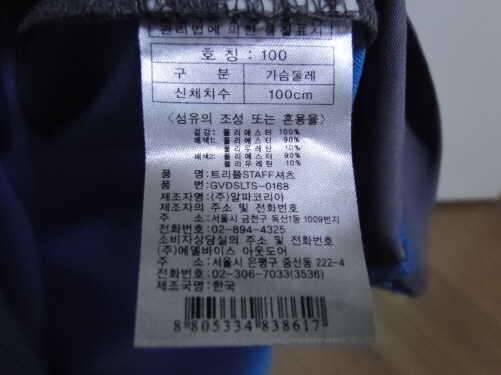 호 칭 : 100
구 분 가슴둘레
신체치수 100cm
〈섬유의 조성 또는 혼용율〉
겉감: 폴리에스터 100%
배색1: 폴리에스터 90%
폴리우레탄 10%
배색2: 폴리에스터 90%
폴리우레탄 10%
품 명:트리플STAFF셔츠
품 번:GVDSLTS-0168
제조자명:(주)알파코리아
제조자의 주소 및 전화번호
주 소:서울시 금천구 독산1동 1009번지
전화번호: 02-894-4325
소비자상담실의 주소 및 전화번호
(주)에델바이스 아웃도어
주 소:서울시 은평구 증산동 222-4
전화번호: 02-306-7033(3536)
제조국명:한국
8 805334 838617